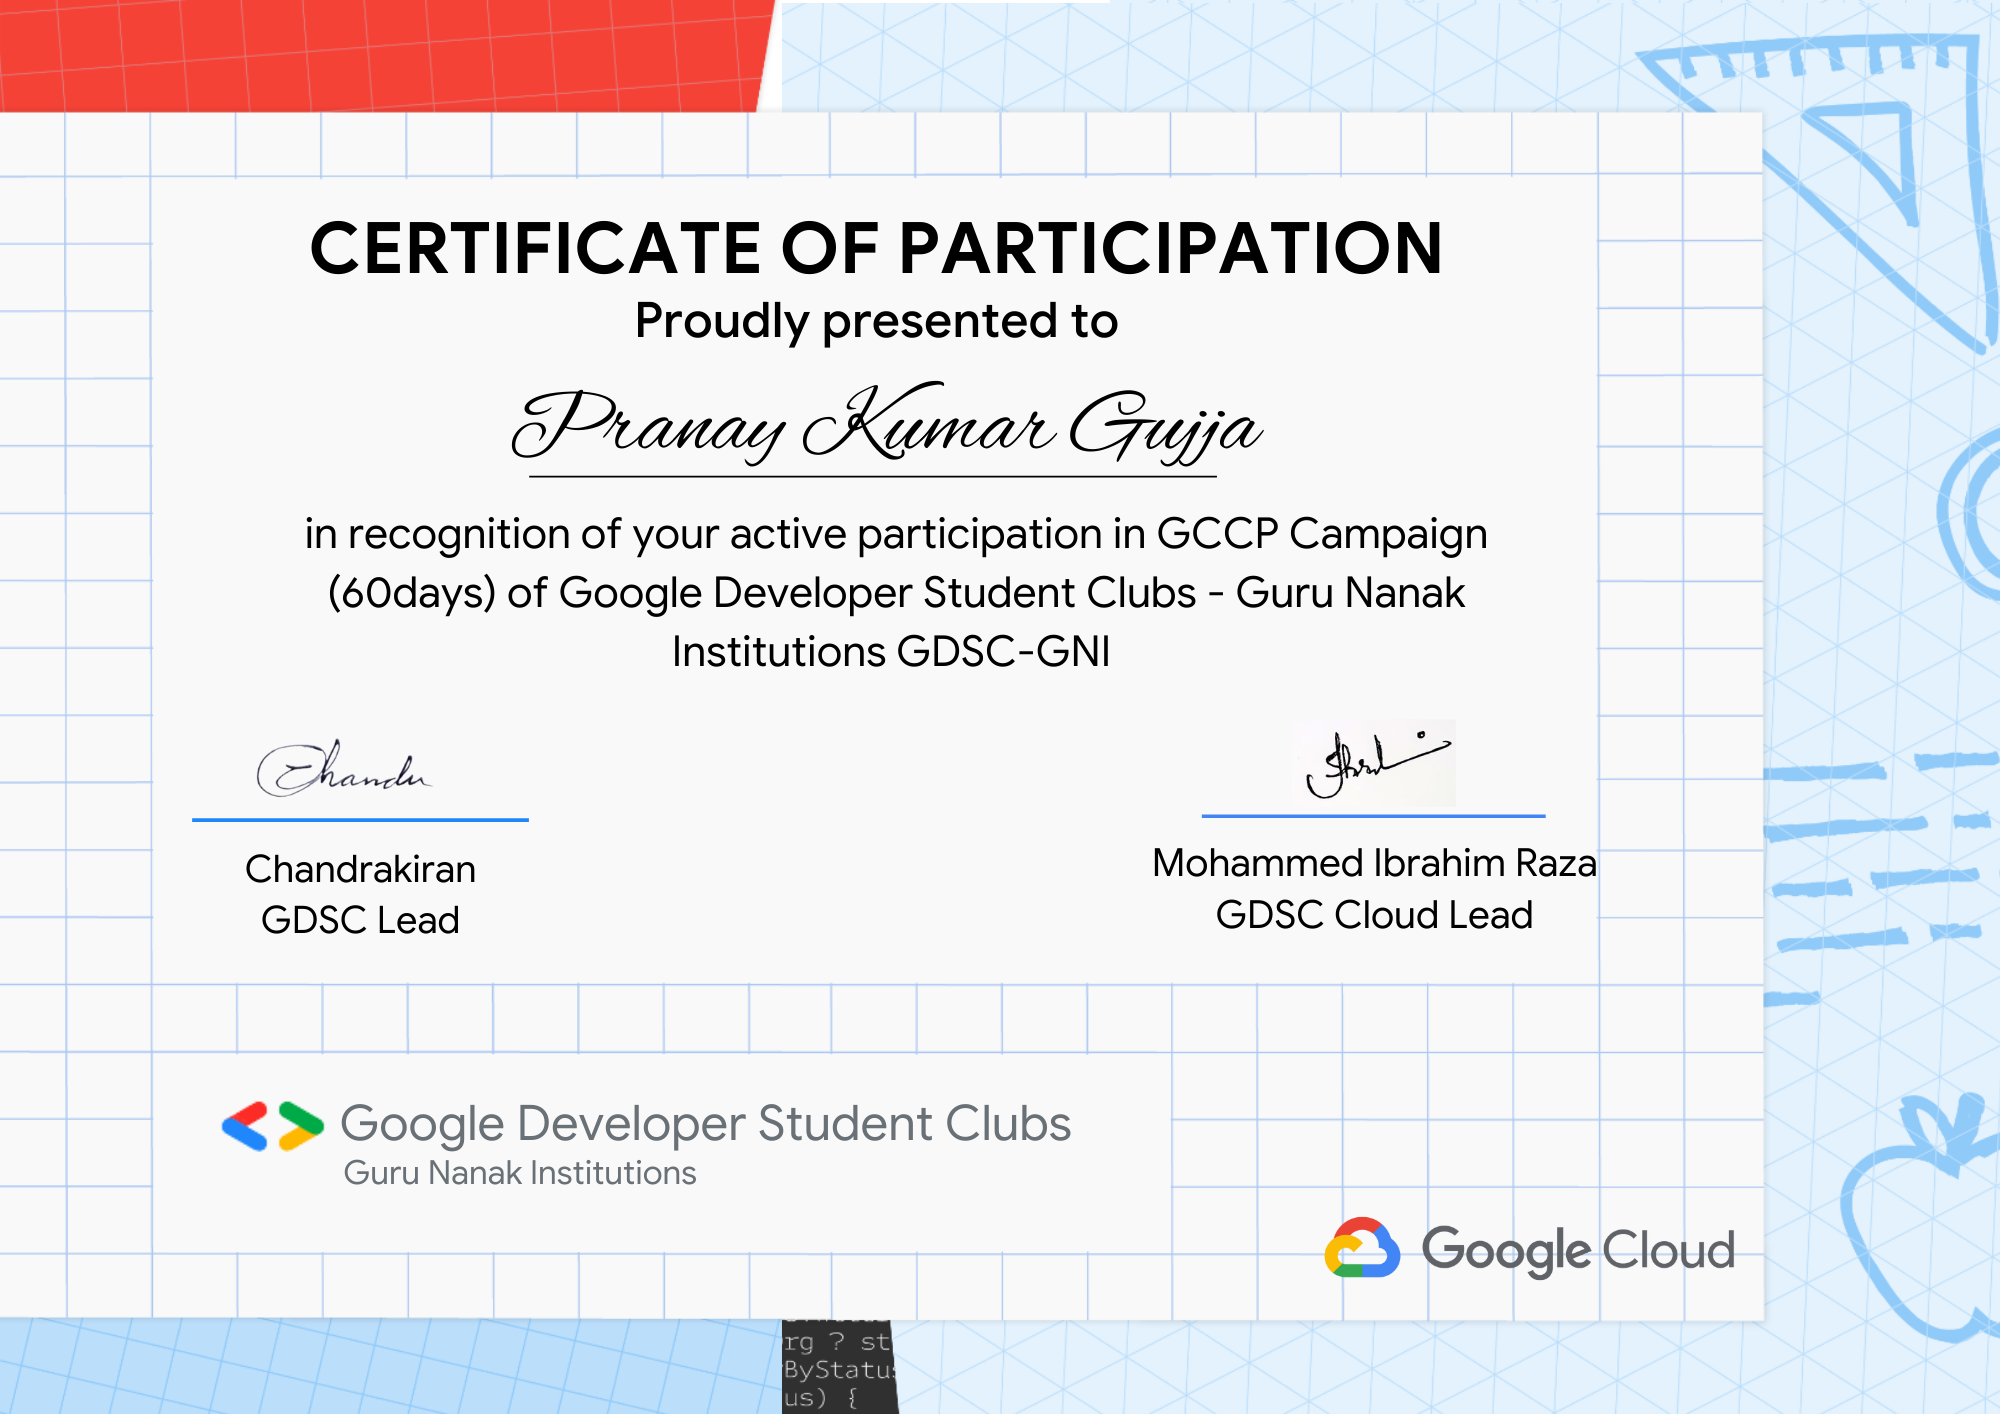 CERTIFICATE OF PARTICIPATION
Proudly presented to
Pranay Kumar Gujja
in recognition of your active participation in GCCP Campaign
(60days) of Google Developer Student Clubs - Guru Nanak
Institutions GDSC-GNI
Chandu
Chandrakiran
GDSC Lead
Mohammed Ibrahim Raza
GDSC Cloud Lead
Google Developer Student Clubs
Guru Nanak Institutions
Google Cloud
rg ? st
ByStatus
us) {